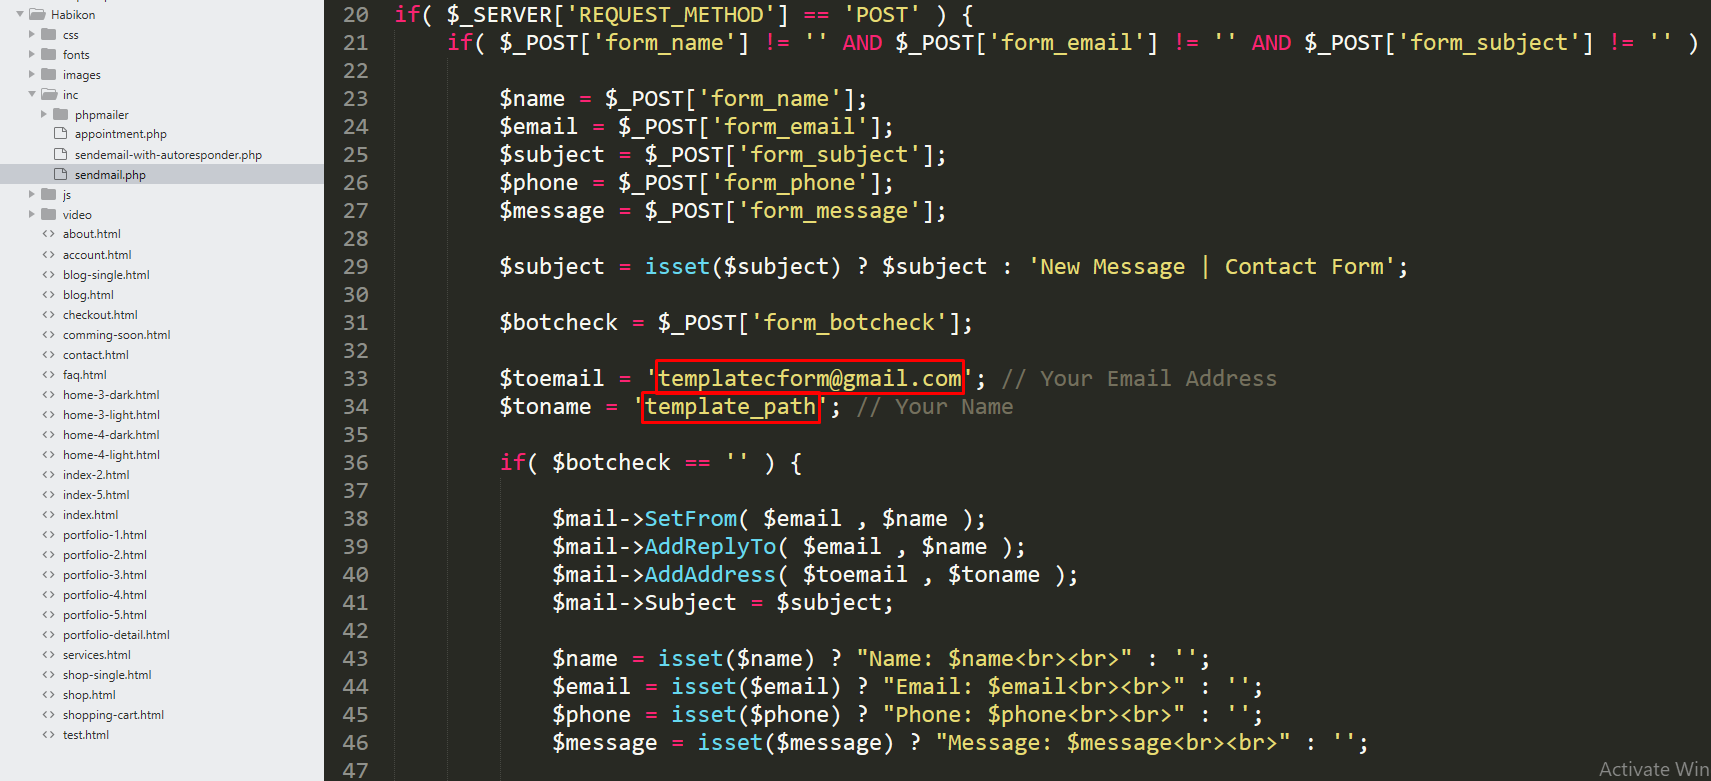 Habikon
css
fonts
images
inc
phpmailer
appointment.php
sendemail-with-autoresponder.php
sendmail.php
js
video
about.html
account.html
blog-single.html
blog.html
checkout.html
comming-soon.html
contact.html
faq.html
home-3-dark.html
home-3-light.html
home-4-dark.html
home-4-light.html
index-2.html
index-5.html
index.html
portfolio-1.html
portfolio-2.html
portfolio-3.html
portfolio-4.html
portfolio-5.html
portfolio-detail.html
services.html
shop-single.html
shop.html
shopping-cart.html
test.html
20 if( $_SERVER['REQUEST_METHOD'] == 'POST' ) {
21 if( $_POST['form_name'] != '' AND $_POST['form_email'] != '' AND $_POST['form_subject'] != '' )
22
23 $name = $_POST['form_name'];
24 $email = $_POST['form_email'];
25 $subject = $_POST['form_subject'];
26 $phone = $_POST['form_phone'];
27 $message = $_POST['form_message'];
28
29 $subject = isset($subject) ? $subject : 'New Message | Contact Form';
30
31 $botcheck = $_POST['form_botcheck'];
32
33 $toemail = 'templatecform@gmail.com'; // Your Email Address
34 $toname = 'template_path'; // Your Name
35
36 if( $botcheck == '' ) {
37
38 $mail->SetFrom( $email , $name );
39 $mail->AddReplyTo( $email , $name );
40 $mail->AddAddress( $toemail , $toname );
41 $mail->Subject = $subject;
42
43 $name = isset($name) ? "Name: $name<br><br>" : '';
44 $email = isset($email) ? "Email: $email<br><br>" : '';
45 $phone = isset($phone) ? "Phone: $phone<br><br>" : '';
46 $message = isset($message) ? "Message: $message<br><br>" : '';
47
Activate Win